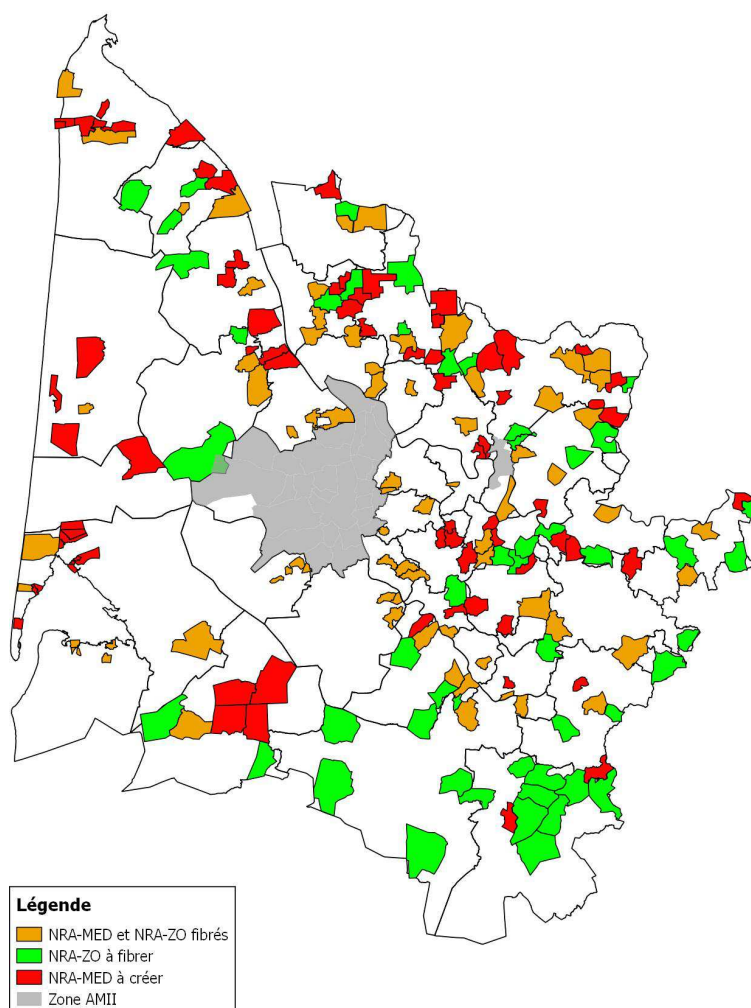 Légende
NRA-MED et NRA-ZO fibrés
NRA-ZO à fibrer
NRA-MED à créer
Zone AMII